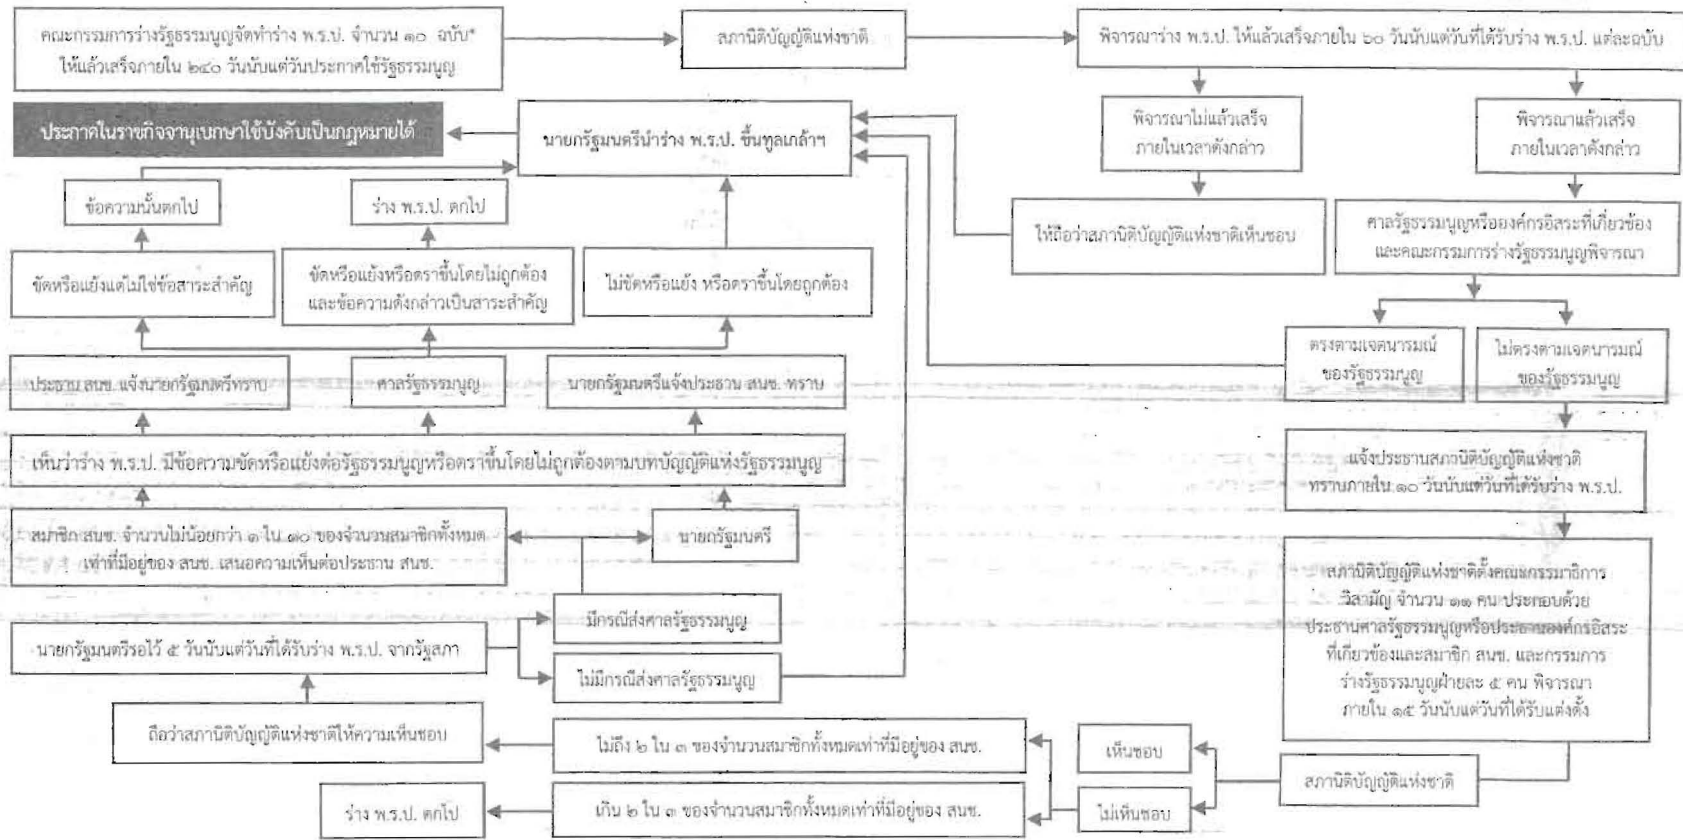 คณะกรรมการร่างรัฐธรรมนูญจัดทำร่าง พ.ร.ป. จำนวน ๑๐ ฉบับ*
ให้แล้วเสร็จภายใน ๒๔๐ วันนับแต่วันประกาศใช้รัฐธรรมนูญ
สภานิติบัญญัติแห่งชาติ
พิจารณาร่าง พ.ร.ป. ให้แล้วเสร็จภายใน ๖๐ วันนับแต่วันที่ได้รับร่าง พ.ร.ป. แต่ละฉบับ
ประกาศในราชกิจจานุเบกษาใช้บังคับเป็นกฎหมายได้
นายกรัฐมนตรีนำร่าง พ.ร.ป. ขึ้นทูลเกล้าฯ
พิจารณาไม่แล้วเสร็จ
ภายในเวลาดังกล่าว
พิจารณาแล้วเสร็จ
ภายในเวลาดังกล่าว
ข้อความนั้นตกไป
ร่าง พ.ร.ป. ตกไป
ให้ถือว่าสภานิติบัญญัติแห่งชาติเห็นชอบ
ศาลรัฐธรรมนูญหรือองค์กรอิสระที่เกี่ยวข้อง
และคณะกรรมการร่างรัฐธรรมนูญพิจารณา
ขัดหรือแย้งแต่ไม่ใช่ข้อสาระสำคัญ
ขัดหรือแย้งหรือตราขึ้นโดยไม่ถูกต้อง
และข้อความดังกล่าวเป็นสาระสำคัญ
ไม่ขัดหรือแย้ง หรือตราขึ้นโดยถูกต้อง
ตรงตามเจตนารมณ์
ของรัฐธรรมนูญ
ไม่ตรงตามเจตนารมณ์
ของรัฐธรรมนูญ
ประธาน สนช. แจ้งนายกรัฐมนตรีทราบ
ศาลรัฐธรรมนูญ
นายกรัฐมนตรีแจ้งประธาน สนช. ทราบ
เห็นว่าร่าง พ.ร.ป. มีข้อความขัดหรือแย้งต่อรัฐธรรมนูญหรือตราขึ้นโดยไม่ถูกต้องตามบทบัญญัติแห่งรัฐธรรมนูญ
แจ้งประธานสภานิติบัญญัติแห่งชาติ
ทราบภายใน ๑๐ วันนับแต่วันที่ได้รับร่าง พ.ร.ป.
สมาชิก สนช. จำนวนไม่น้อยกว่า ๑ ใน ๑๐ ของจำนวนสมาชิกทั้งหมด
เท่าที่มีอยู่ของ สนช. เสนอความเห็นต่อประธาน สนช.
นายกรัฐมนตรี
สภานิติบัญญัติแห่งชาติตั้งคณะกรรมาธิการ
วิสามัญ จำนวน ๑๑ คน ประกอบด้วย
ประธานศาลรัฐธรรมนูญหรือประธานองค์กรอิสระ
ที่เกี่ยวข้องและสมาชิก สนช. และกรรมการ
ร่างรัฐธรรมนูญฝ่ายละ ๕ คน พิจารณา
ภายใน ๑๕ วันนับแต่วันที่ได้รับแต่งตั้ง
มีกรณีส่งศาลรัฐธรรมนูญ
นายกรัฐมนตรีรอไว้ ๕ วันนับแต่วันที่ได้รับร่าง พ.ร.ป. จากรัฐสภา
ไม่มีกรณีส่งศาลรัฐธรรมนูญ
ถือว่าสภานิติบัญญัติแห่งชาติให้ความเห็นชอบ
ไม่ถึง ๒ ใน ๓ ของจำนวนสมาชิกทั้งหมดเท่าที่มีอยู่ของ สนช.
เห็นชอบ
สภานิติบัญญัติแห่งชาติ
ร่าง พ.ร.ป. ตกไป
เกิน ๒ ใน ๓ ของจำนวนสมาชิกทั้งหมดเท่าที่มีอยู่ของ สนช.
ไม่เห็นชอบ